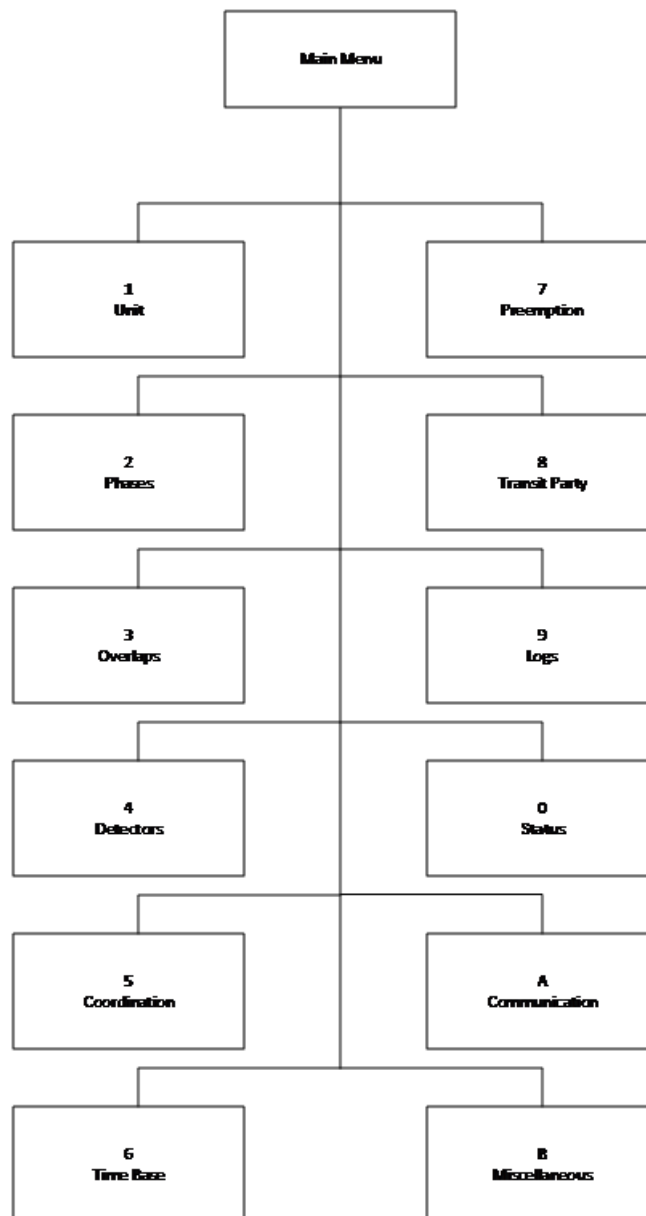 Main Menu
1
Unit
7
Preemption
2
Phases
8
Transit Party
3
Overlaps
9
Logs
4
Detectors
0
Status
5
Coordination
A
Communication
6
Time Base
B
Miscellaneous